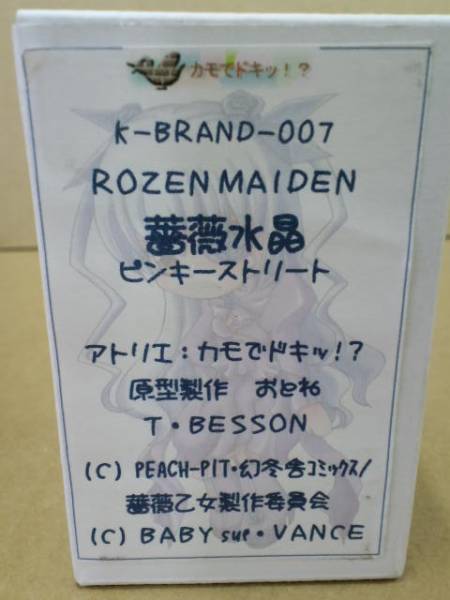 カモでドキッ!?
K-BRAND-007
ROZEN MAIDEN
薔薇水晶
ピンキーストリート
アトリエ:カモでドキッ!?
原型製作 おとね
T・BESSON
(C) PEACH-PIT・幻冬舎コミックス/
薔薇乙女製作委員会
(C) BABY sue・VANCE